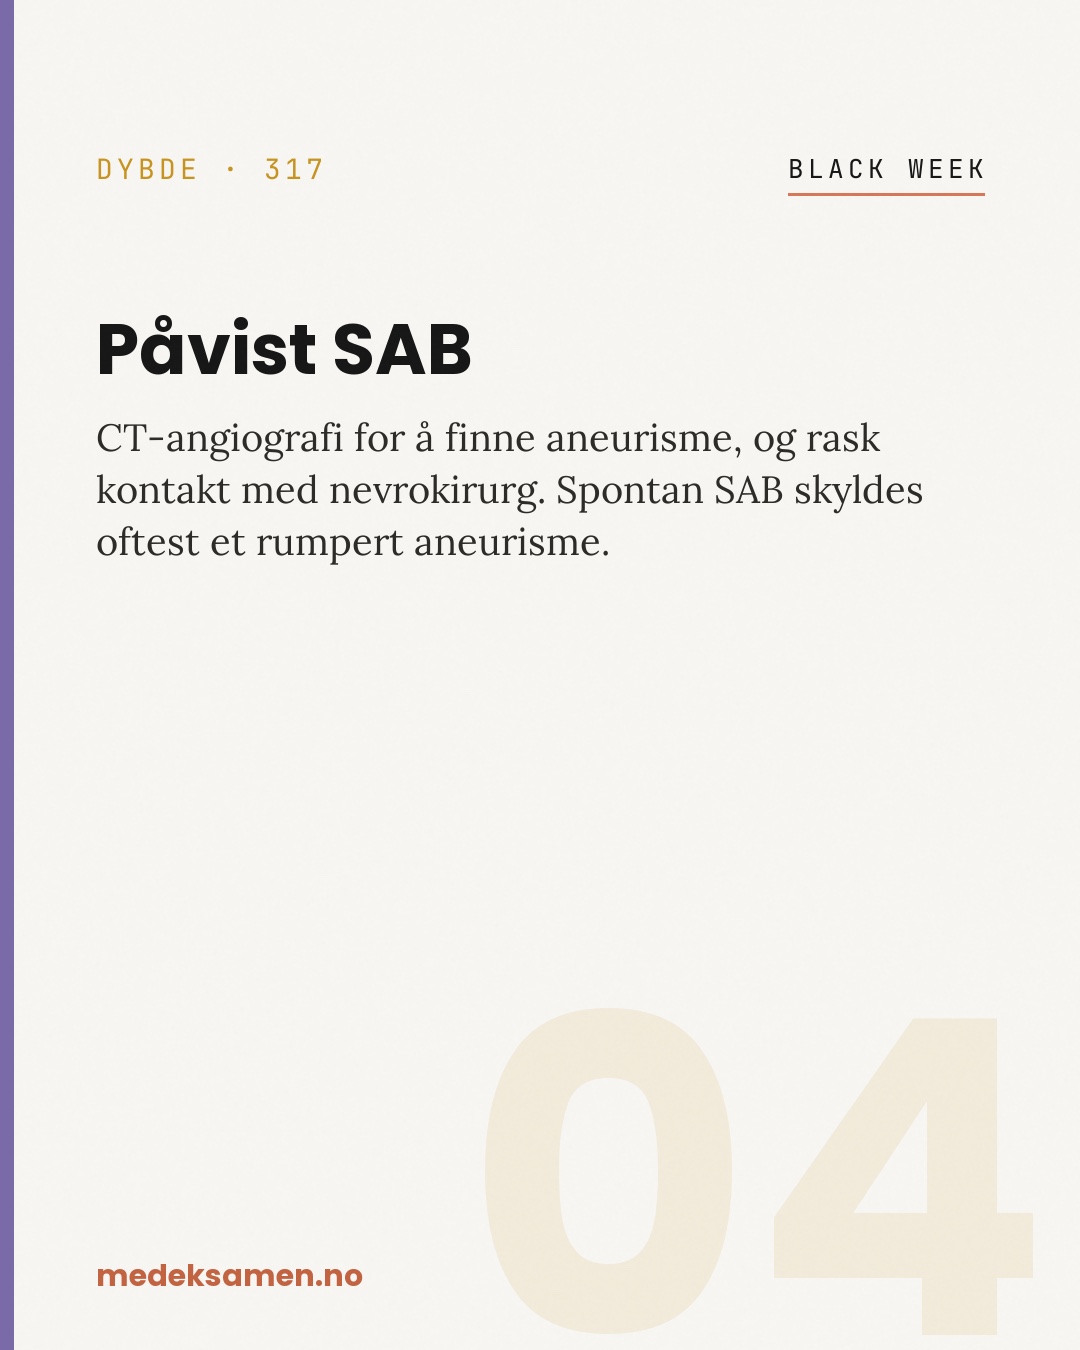 DYBDE · 317
BLACK WEEK
Påvist SAB
CT-angiografi for å finne aneurisme, og rask
kontakt med nevrokirurg. Spontan SAB skyldes
oftest et rumpert aneurisme.
04
medeksamen.no